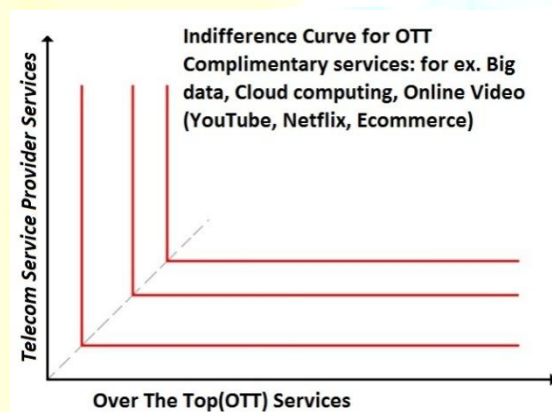 Indifference Curve for OTT
Complimentary services: for ex. Big
data, Cloud computing, Online Video
(YouTube, Netflix, Ecommerce)
Telecom Service Provider Services
Over The Top(OTT) Services